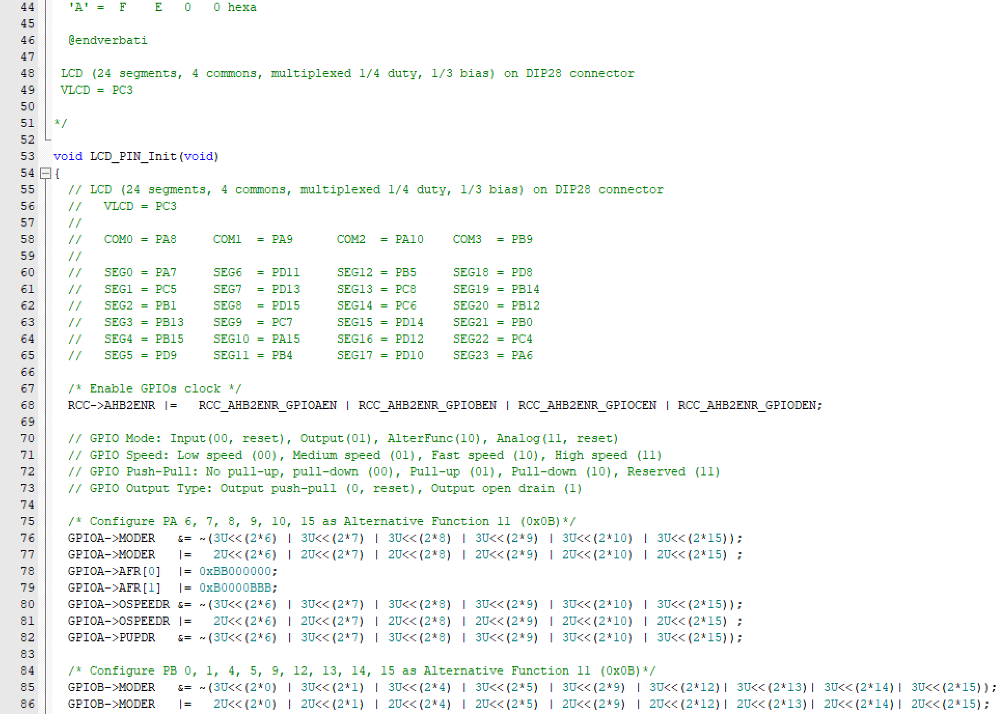 44 'A' = F E 0 0 hexa
45
46 @endverbati
47
48 LCD (24 segments, 4 commons, multiplexed 1/4 duty, 1/3 bias) on DIP28 connector
49 VLCD = PC3
50
51 */
52
53 void LCD_PIN_Init(void)
54 {
55 // LCD (24 segments, 4 commons, multiplexed 1/4 duty, 1/3 bias) on DIP28 connector
56 // VLCD = PC3
57 //
58 // COM0 = PA8 COM1 = PA9 COM2 = PA10 COM3 = PB9
59 //
60 // SEG0 = PA7 SEG6 = PD11 SEG12 = PB5 SEG18 = PD8
61 // SEG1 = PC5 SEG7 = PD13 SEG13 = PC8 SEG19 = PB14
62 // SEG2 = PB1 SEG8 = PD15 SEG14 = PC6 SEG20 = PB12
63 // SEG3 = PB13 SEG9 = PC7 SEG15 = PD14 SEG21 = PB0
64 // SEG4 = PB15 SEG10 = PA15 SEG16 = PD12 SEG22 = PC4
65 // SEG5 = PD9 SEG11 = PB4 SEG17 = PD10 SEG23 = PA6
66
67 /* Enable GPIOs clock */
68 RCC->AHB2ENR |= RCC_AHB2ENR_GPIOAEN | RCC_AHB2ENR_GPIOBEN | RCC_AHB2ENR_GPIOCEN | RCC_AHB2ENR_GPIODEN;
69
70 // GPIO Mode: Input(00, reset), Output(01), AlterFunc(10), Analog(11, reset)
71 // GPIO Speed: Low speed (00), Medium speed (01), Fast speed (10), High speed (11)
72 // GPIO Push-Pull: No pull-up, pull-down (00), Pull-up (01), Pull-down (10), Reserved (11)
73 // GPIO Output Type: Output push-pull (0, reset), Output open drain (1)
74
75 /* Configure PA 6, 7, 8, 9, 10, 15 as Alternative Function 11 (0x0B)*/
76 GPIOA->MODER &= ~(3U<<(2*6) | 3U<<(2*7) | 3U<<(2*8) | 3U<<(2*9) | 3U<<(2*10) | 3U<<(2*15));
77 GPIOA->MODER |= 2U<<(2*6) | 2U<<(2*7) | 2U<<(2*8) | 2U<<(2*9) | 2U<<(2*10) | 2U<<(2*15) ;
78 GPIOA->AFR[0] |= 0xBB000000;
79 GPIOA->AFR[1] |= 0xB0000BBB;
80 GPIOA->OSPEEDR &= ~(3U<<(2*6) | 3U<<(2*7) | 3U<<(2*8) | 3U<<(2*9) | 3U<<(2*10) | 3U<<(2*15));
81 GPIOA->OSPEEDR |= 2U<<(2*6) | 2U<<(2*7) | 2U<<(2*8) | 2U<<(2*9) | 2U<<(2*10) | 2U<<(2*15) ;
82 GPIOA->PUPDR &= ~(3U<<(2*6) | 3U<<(2*7) | 3U<<(2*8) | 3U<<(2*9) | 3U<<(2*10) | 3U<<(2*15));
83
84 /* Configure PB 0, 1, 4, 5, 9, 12, 13, 14, 15 as Alternative Function 11 (0x0B)*/
85 GPIOB->MODER &= ~(3U<<(2*0) | 3U<<(2*1) | 3U<<(2*4) | 3U<<(2*5) | 3U<<(2*9) | 3U<<(2*12)| 3U<<(2*13)| 3U<<(2*14)| 3U<<(2*15));
86 GPIOB->MODER |= 2U<<(2*0) | 2U<<(2*1) | 2U<<(2*4) | 2U<<(2*5) | 2U<<(2*9) | 2U<<(2*12)| 2U<<(2*13)| 2U<<(2*14)| 2U<<(2*15);